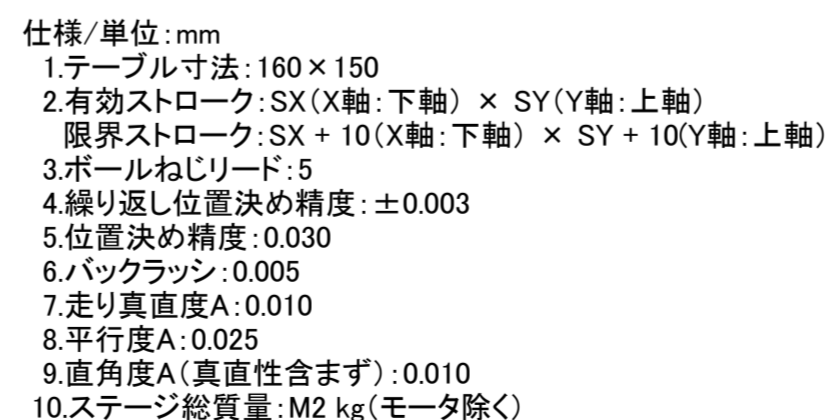 仕様/単位:mm
1.テーブル寸法:160×150
2.有効ストローク:SX(X軸:下軸) × SY(Y軸:上軸)
限界ストローク:SX + 10(X軸:下軸) × SY + 10(Y軸:上軸)
3.ボールねじリード:5
4.繰り返し位置決め精度:±0.003
5.位置決め精度:0.030
6.バックラッシ:0.005
7.走り真直度A:0.010
8.平行度A:0.025
9.直角度A(真直性含まず):0.010
10.ステージ総質量:M2 kg(モータ除く)